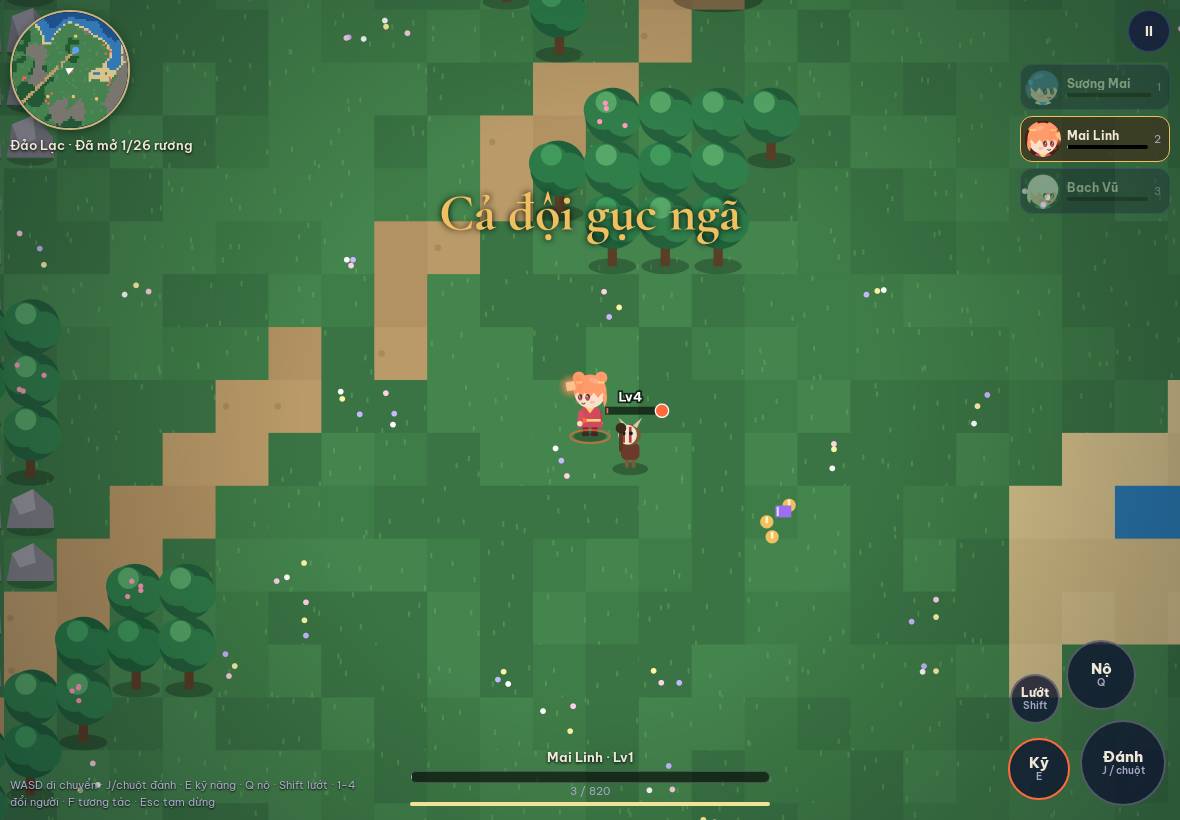 Đảo Lạc · Đã mở 1/26 rương
II
Sương Mai 1
Mai Linh 2
Bạch Vũ 3
Cả đội gục ngã
Lv4
Mai Linh · Lv1
3 / 820
WASD di chuyển · J/chuột đánh · E kỹ năng · Q nộ · Shift lướt · 1–4
đổi người · F tương tác · Esc tạm dừng
Nộ
Q
Lướt
Shift
Kỹ
E
Đánh
J / chuột